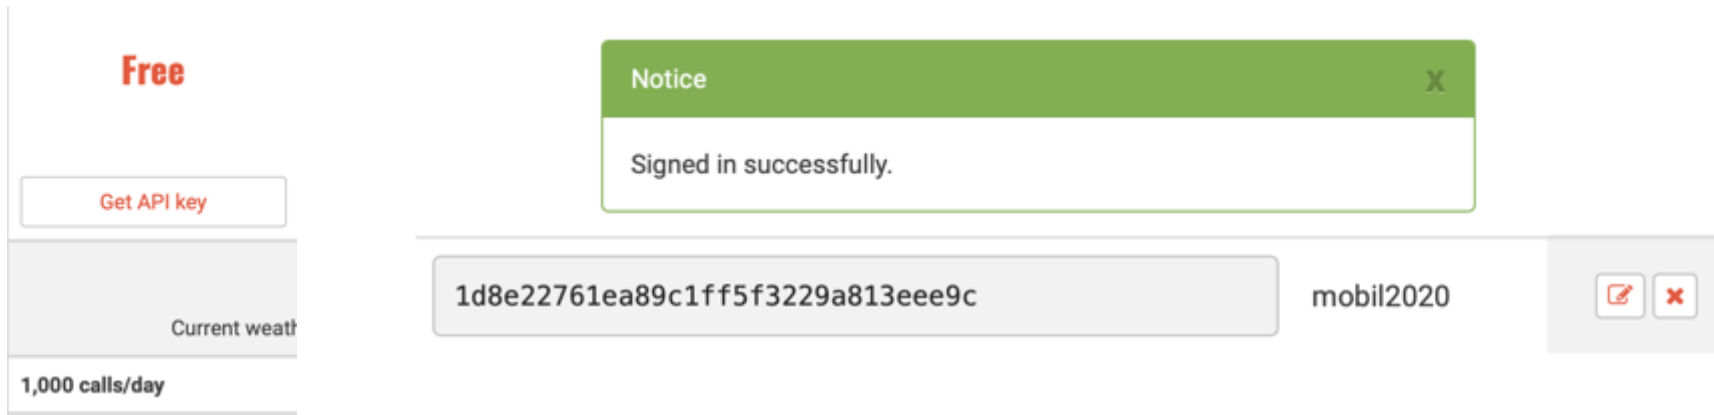 Free
Get API key
Current weath
1,000 calls/day
Notice
x
Signed in successfully.
1d8e22761ea89c1ff5f3229a813eee9c
mobil2020